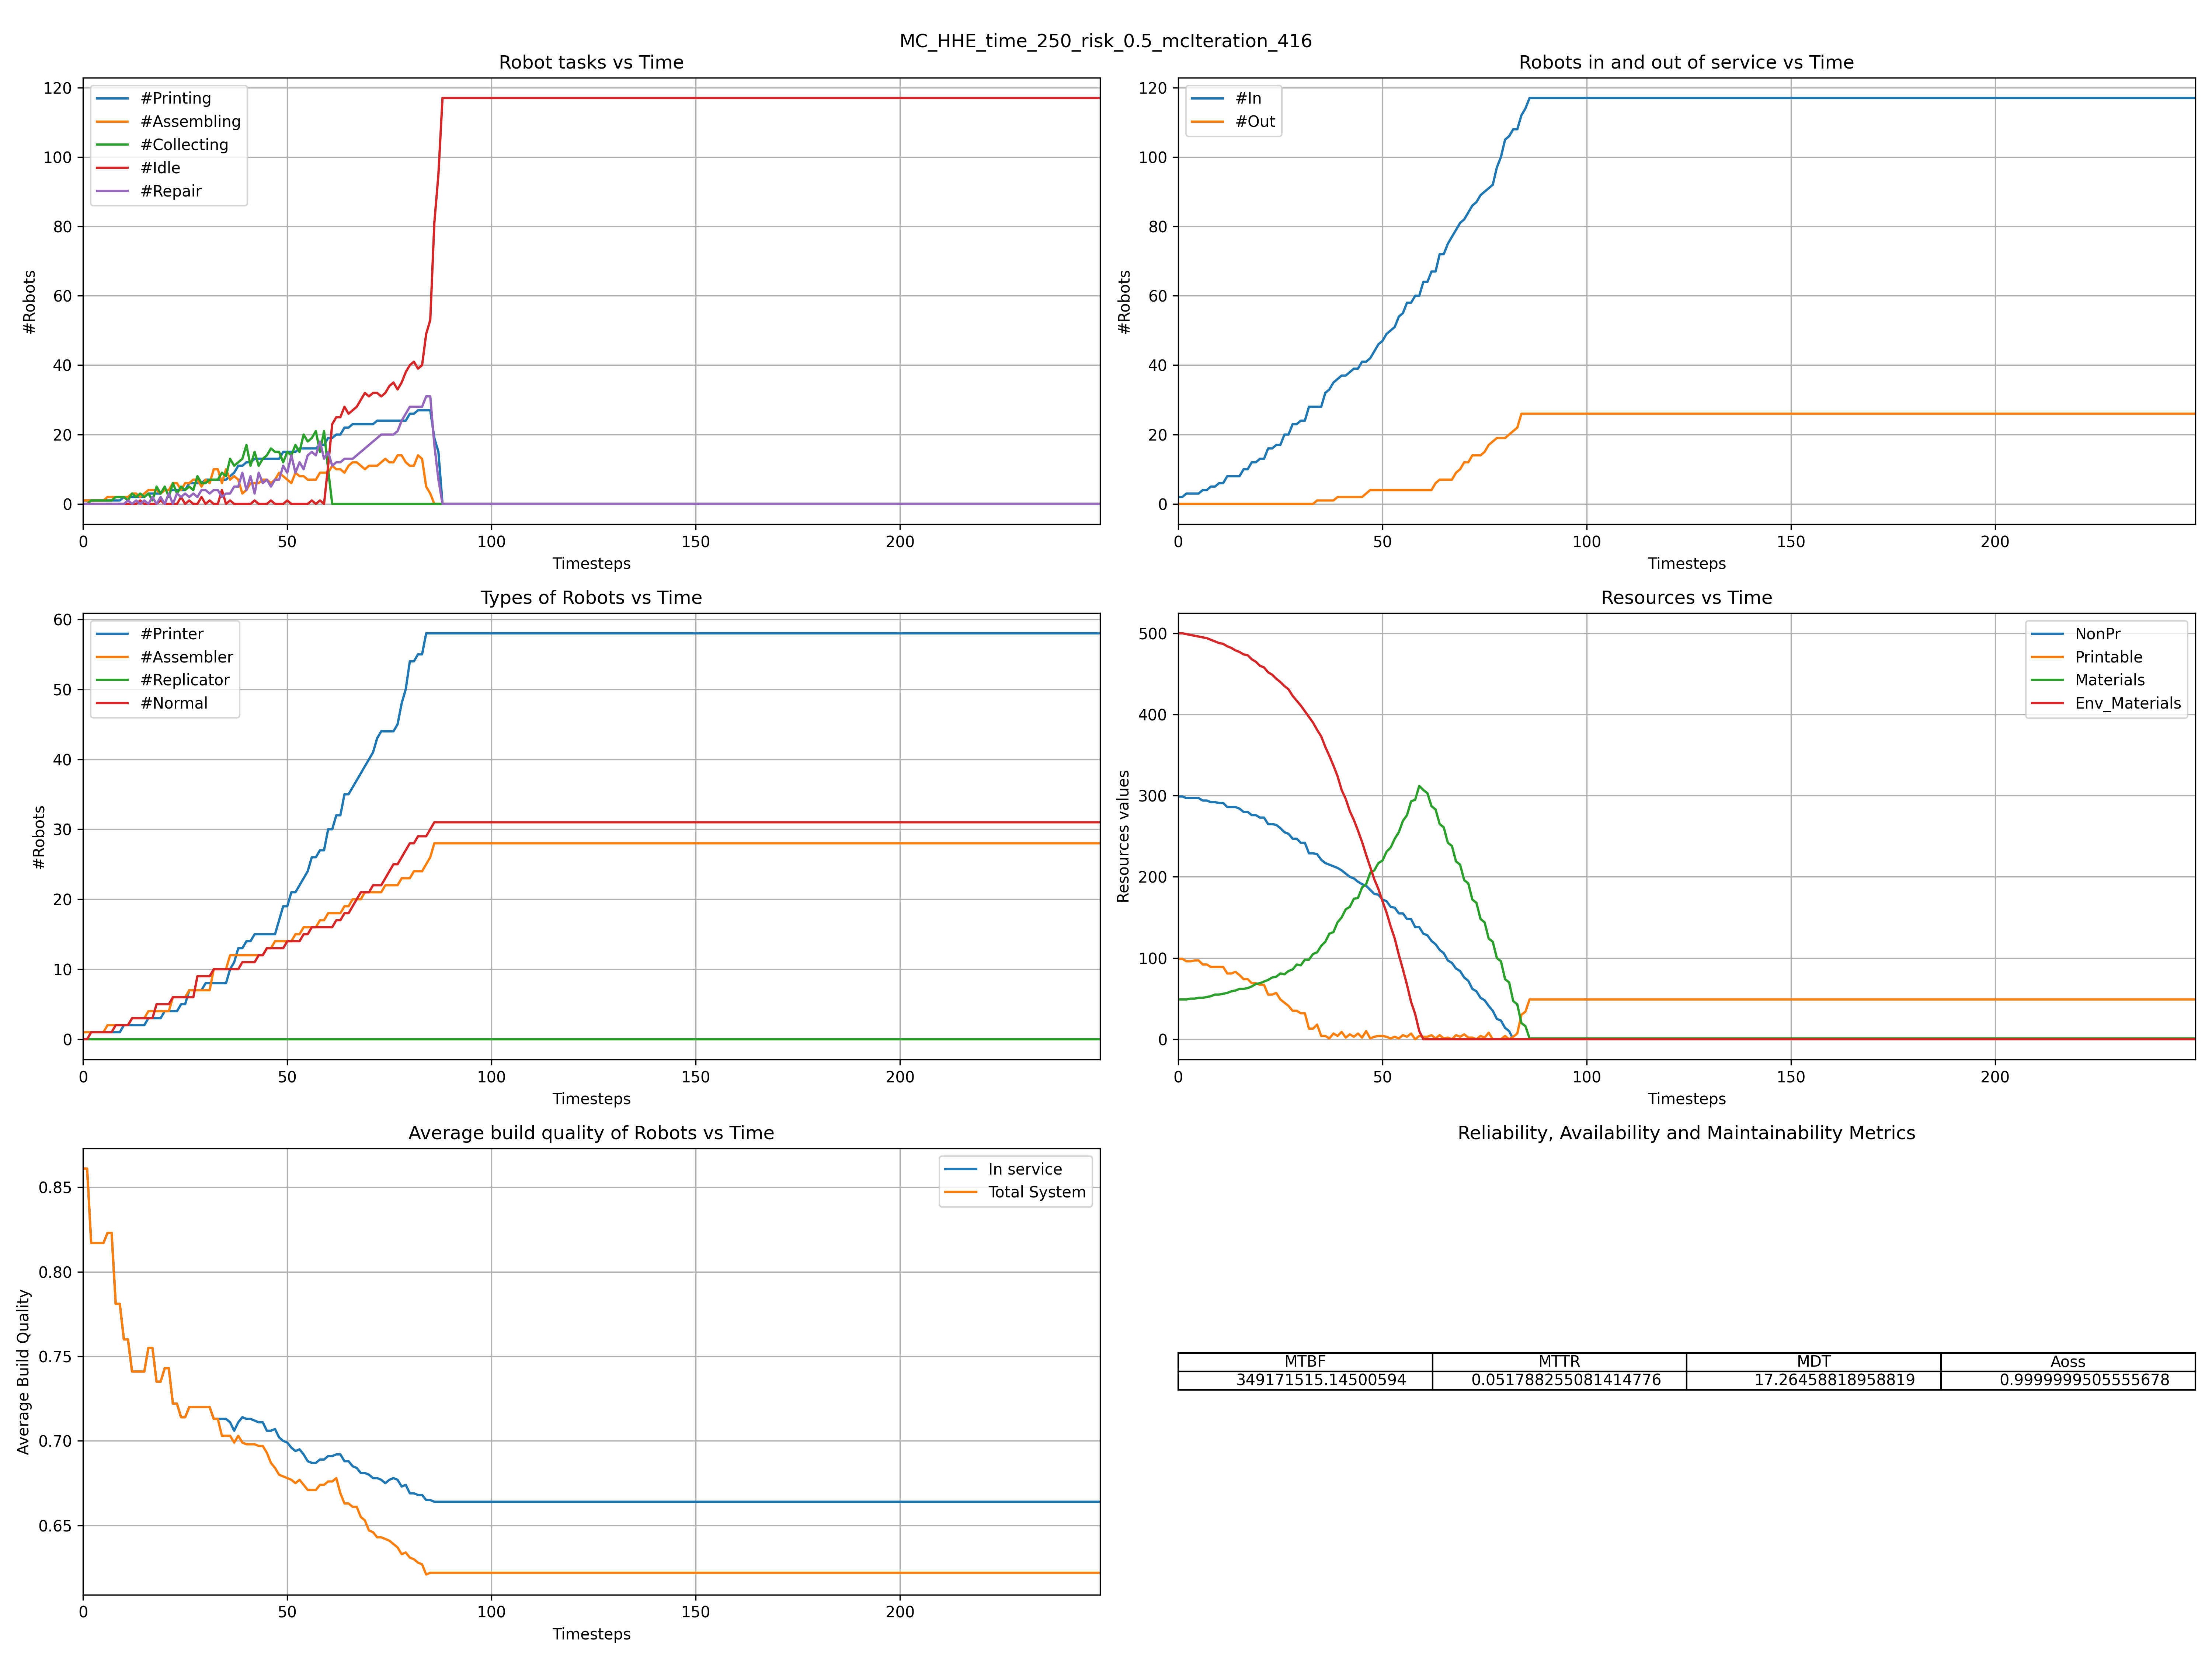 MC_HHE_time_250_risk_0.5_mcIteration_416
Robot tasks vs Time
#Robots
120
100
80
60
40
20
0
#Printing
#Assembling
#Collecting
#Idle
#Repair
0 50 100 150 200
Timesteps
Robots in and out of service vs Time
#Robots
120
100
80
60
40
20
0
#In
#Out
0 50 100 150 200
Timesteps
Types of Robots vs Time
#Robots
60
50
40
30
20
10
0
#Printer
#Assembler
#Replicator
#Normal
0 50 100 150 200
Timesteps
Resources vs Time
Resources values
500
400
300
200
100
0
NonPr
Printable
Materials
Env_Materials
0 50 100 150 200
Timesteps
Average build quality of Robots vs Time
Average Build Quality
0.85
0.80
0.75
0.70
0.65
In service
Total System
0 50 100 150 200
Timesteps
Reliability, Availability and Maintainability Metrics
MTBF MTTR MDT Aoss
349171515.14500594 0.051788255081414776 17.26458818958819 0.9999999505555678